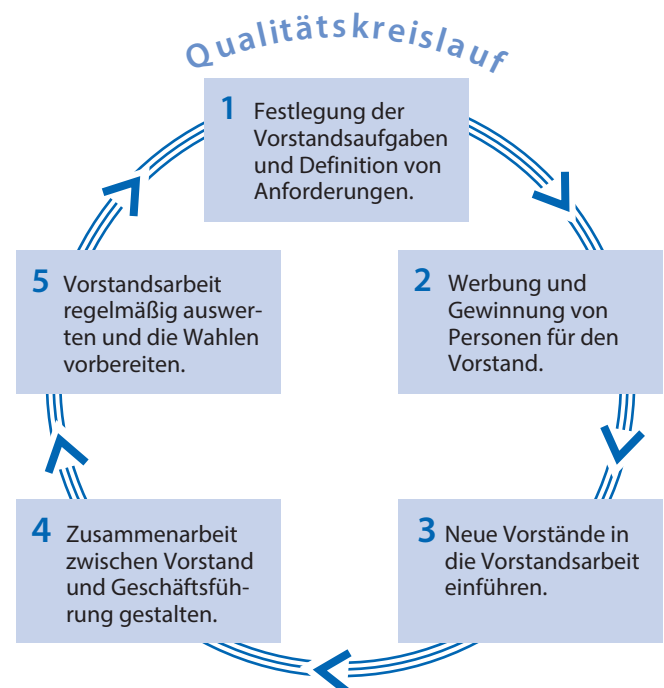 Qualitätskreislauf
1 Festlegung der
Vorstandsaufgaben
und Definition von
Anforderungen.
2 Werbung und
Gewinnung von
Personen für den
Vorstand.
3 Neue Vorstände in
die Vorstandsarbeit
einführen.
4 Zusammenarbeit
zwischen Vorstand
und Geschäftsfüh-
rung gestalten.
5 Vorstandsarbeit
regelmäßig auswer-
ten und die Wahlen
vorbereiten.